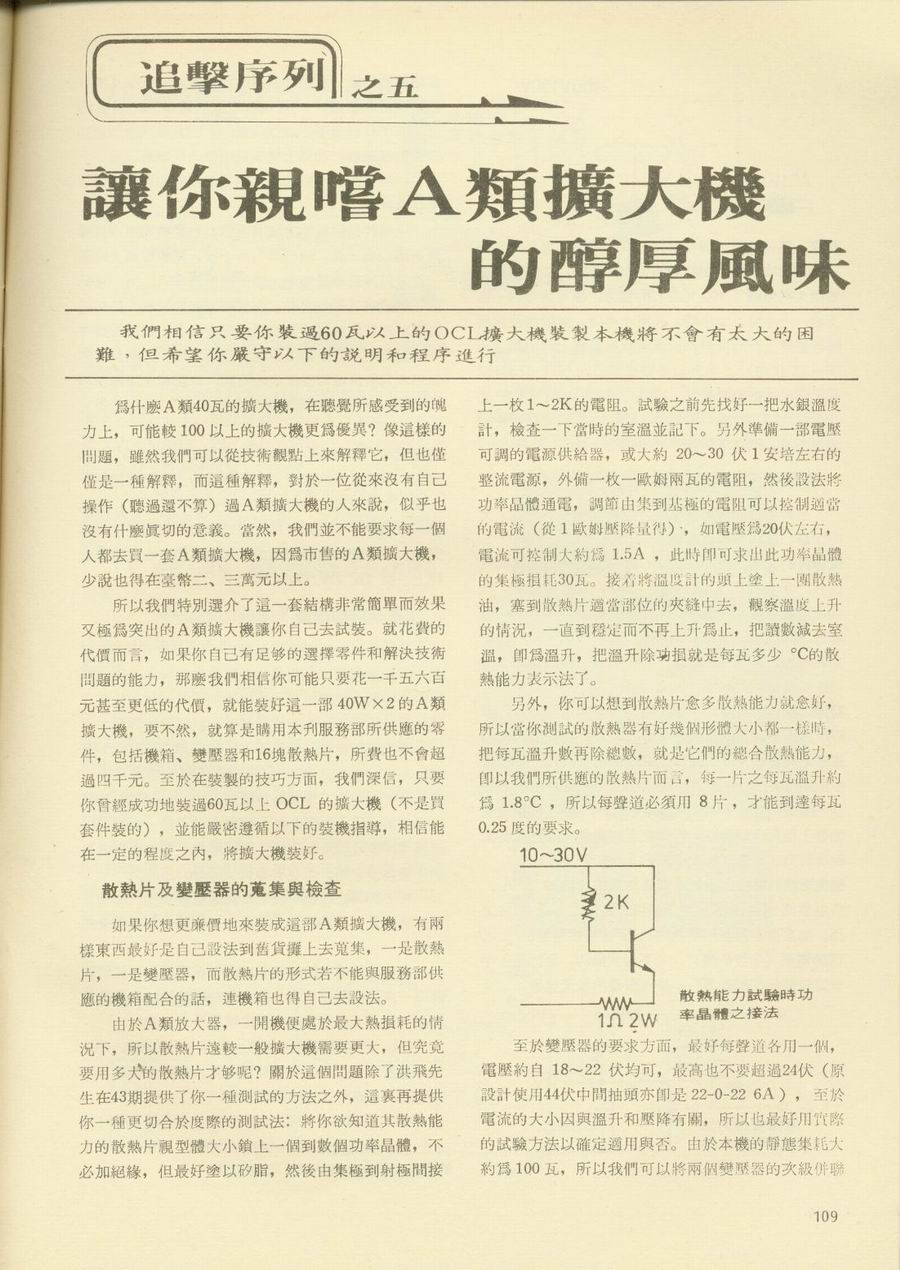 追擊序列 之五
讓你親嚐A類擴大機
的醇厚風味
我們相信只要你裝過60瓦以上的OCL擴大機裝製本機將不會有太大的困
難，但希望你嚴守以下的説明和程序進行
爲什麽A類40瓦的擴大機，在聽覺所感受到的魄
力上，可能較100以上的擴大機更爲優異？像這樣的
問題，雖然我們可以從技術觀點上來解釋它，但也僅
僅是一種解釋，而這種解釋，對於一位從來沒有自己
操作（聽過還不算）過A類擴大機的人來說，似乎也
沒有什麽眞切的意義。當然，我們並不能要求每一個
人都去買一套A類擴大機，因爲市售的A類擴大機，
少說也得在臺幣二、三萬元以上。
所以我們特別選介了這一套結構非常簡單而效果
又極爲突出的A類擴大機讓你自己去試裝。就花費的
代價而言，如果你自己有足够的選擇零件和解決技術
問題的能力，那麽我們相信你可能只要花一千五六百
元甚至更低的代價，就能裝好這一部40W×2的A類
擴大機，要不然，就算是購用本刋服務部所供應的零
件，包括機箱、變壓器和16塊散熱片，所費也不會超
過四千元。至於在裝製的技巧方面，我們深信，只要
你曾經成功地裝過60瓦以上 OCL 的擴大機（不是買
套件裝的），並能嚴密遵循以下的裝機指導，相信能
在一定的程度之內，將擴大機裝好。
散熱片及變壓器的蒐集與檢查
如果你想更廉價地來裝成這部A類擴大機，有兩
樣東西最好是自己設法到舊貨攤上去蒐集，一是散熱
片，一是變壓器，而散熱片的形式若不能與服務部供
應的機箱配合的話，連機箱也得自己去設法。
由於A類放大器，一開機便處於最大熱損耗的情
況下，所以散熱片遠較一般擴大機需要更大，但究竟
要用多大的散熱片才够呢？關於這個問題除了洪飛先
生在43期提供了你一種測試的方法之外，這裏再提供
你一種更切合於度際的測試法：將你欲知道其散熱能
力的散熱片視型體大小鎖上一個到數個功率晶體，不
必加絕緣，但最好塗以矽脂，然後由集極到射極間接
上一枚1～2K的電阻。試驗之前先找好一把水銀溫度
計，檢查一下當時的室溫並記下。另外準備一部電壓
可調的電源供給器，或大約 20～30 伏1安培左右的
整流電源，外備一枚一歐姆兩瓦的電阻，然後設法將
功率晶體通電，調節由集到基極的電阻可以控制適當
的電流（從1歐姆壓降量得），如電壓爲20伏左右，
電流可控制大約爲 1.5A ，此時卽可求出此功率晶體
的集極損耗30瓦。接着將溫度計的頭上塗上一團散熱
油，塞到散熱片適當部位的夾縫中去，觀察溫度上升
的情況，一直到穩定而不再上升爲止，把讀數減去室
溫，卽爲溫升，把溫升除功損就是每瓦多少 °C的散
熱能力表示法了。
另外，你可以想到散熱片愈多散熱能力就愈好，
所以當你測試的散熱器有好幾個形體大小都一樣時，
把每瓦溫升數再除總數，就是它們的總合散熱能力，
卽以我們所供應的散熱片而言，每一片之每瓦溫升約
爲 1.8°C ，所以每聲道必須用 8片，才能到達每瓦
0.25度的要求。
10～30V
2K
1Ω 2W
散熱能力試驗時功
率晶體之接法
至於變壓器的要求方面，最好每聲道各用一個，
電壓約自 18～22 伏均可，最高也不要超過24伏（原
設計使用44伏中間抽頭亦卽是 22-0-22 6A），至於
電流的大小因與溫升和壓降有關，所以也最好用實際
的試驗方法以確定適用與否。由於本機的靜態集耗大
約爲100瓦，所以我們可以將兩個變壓器的次級併聯
109